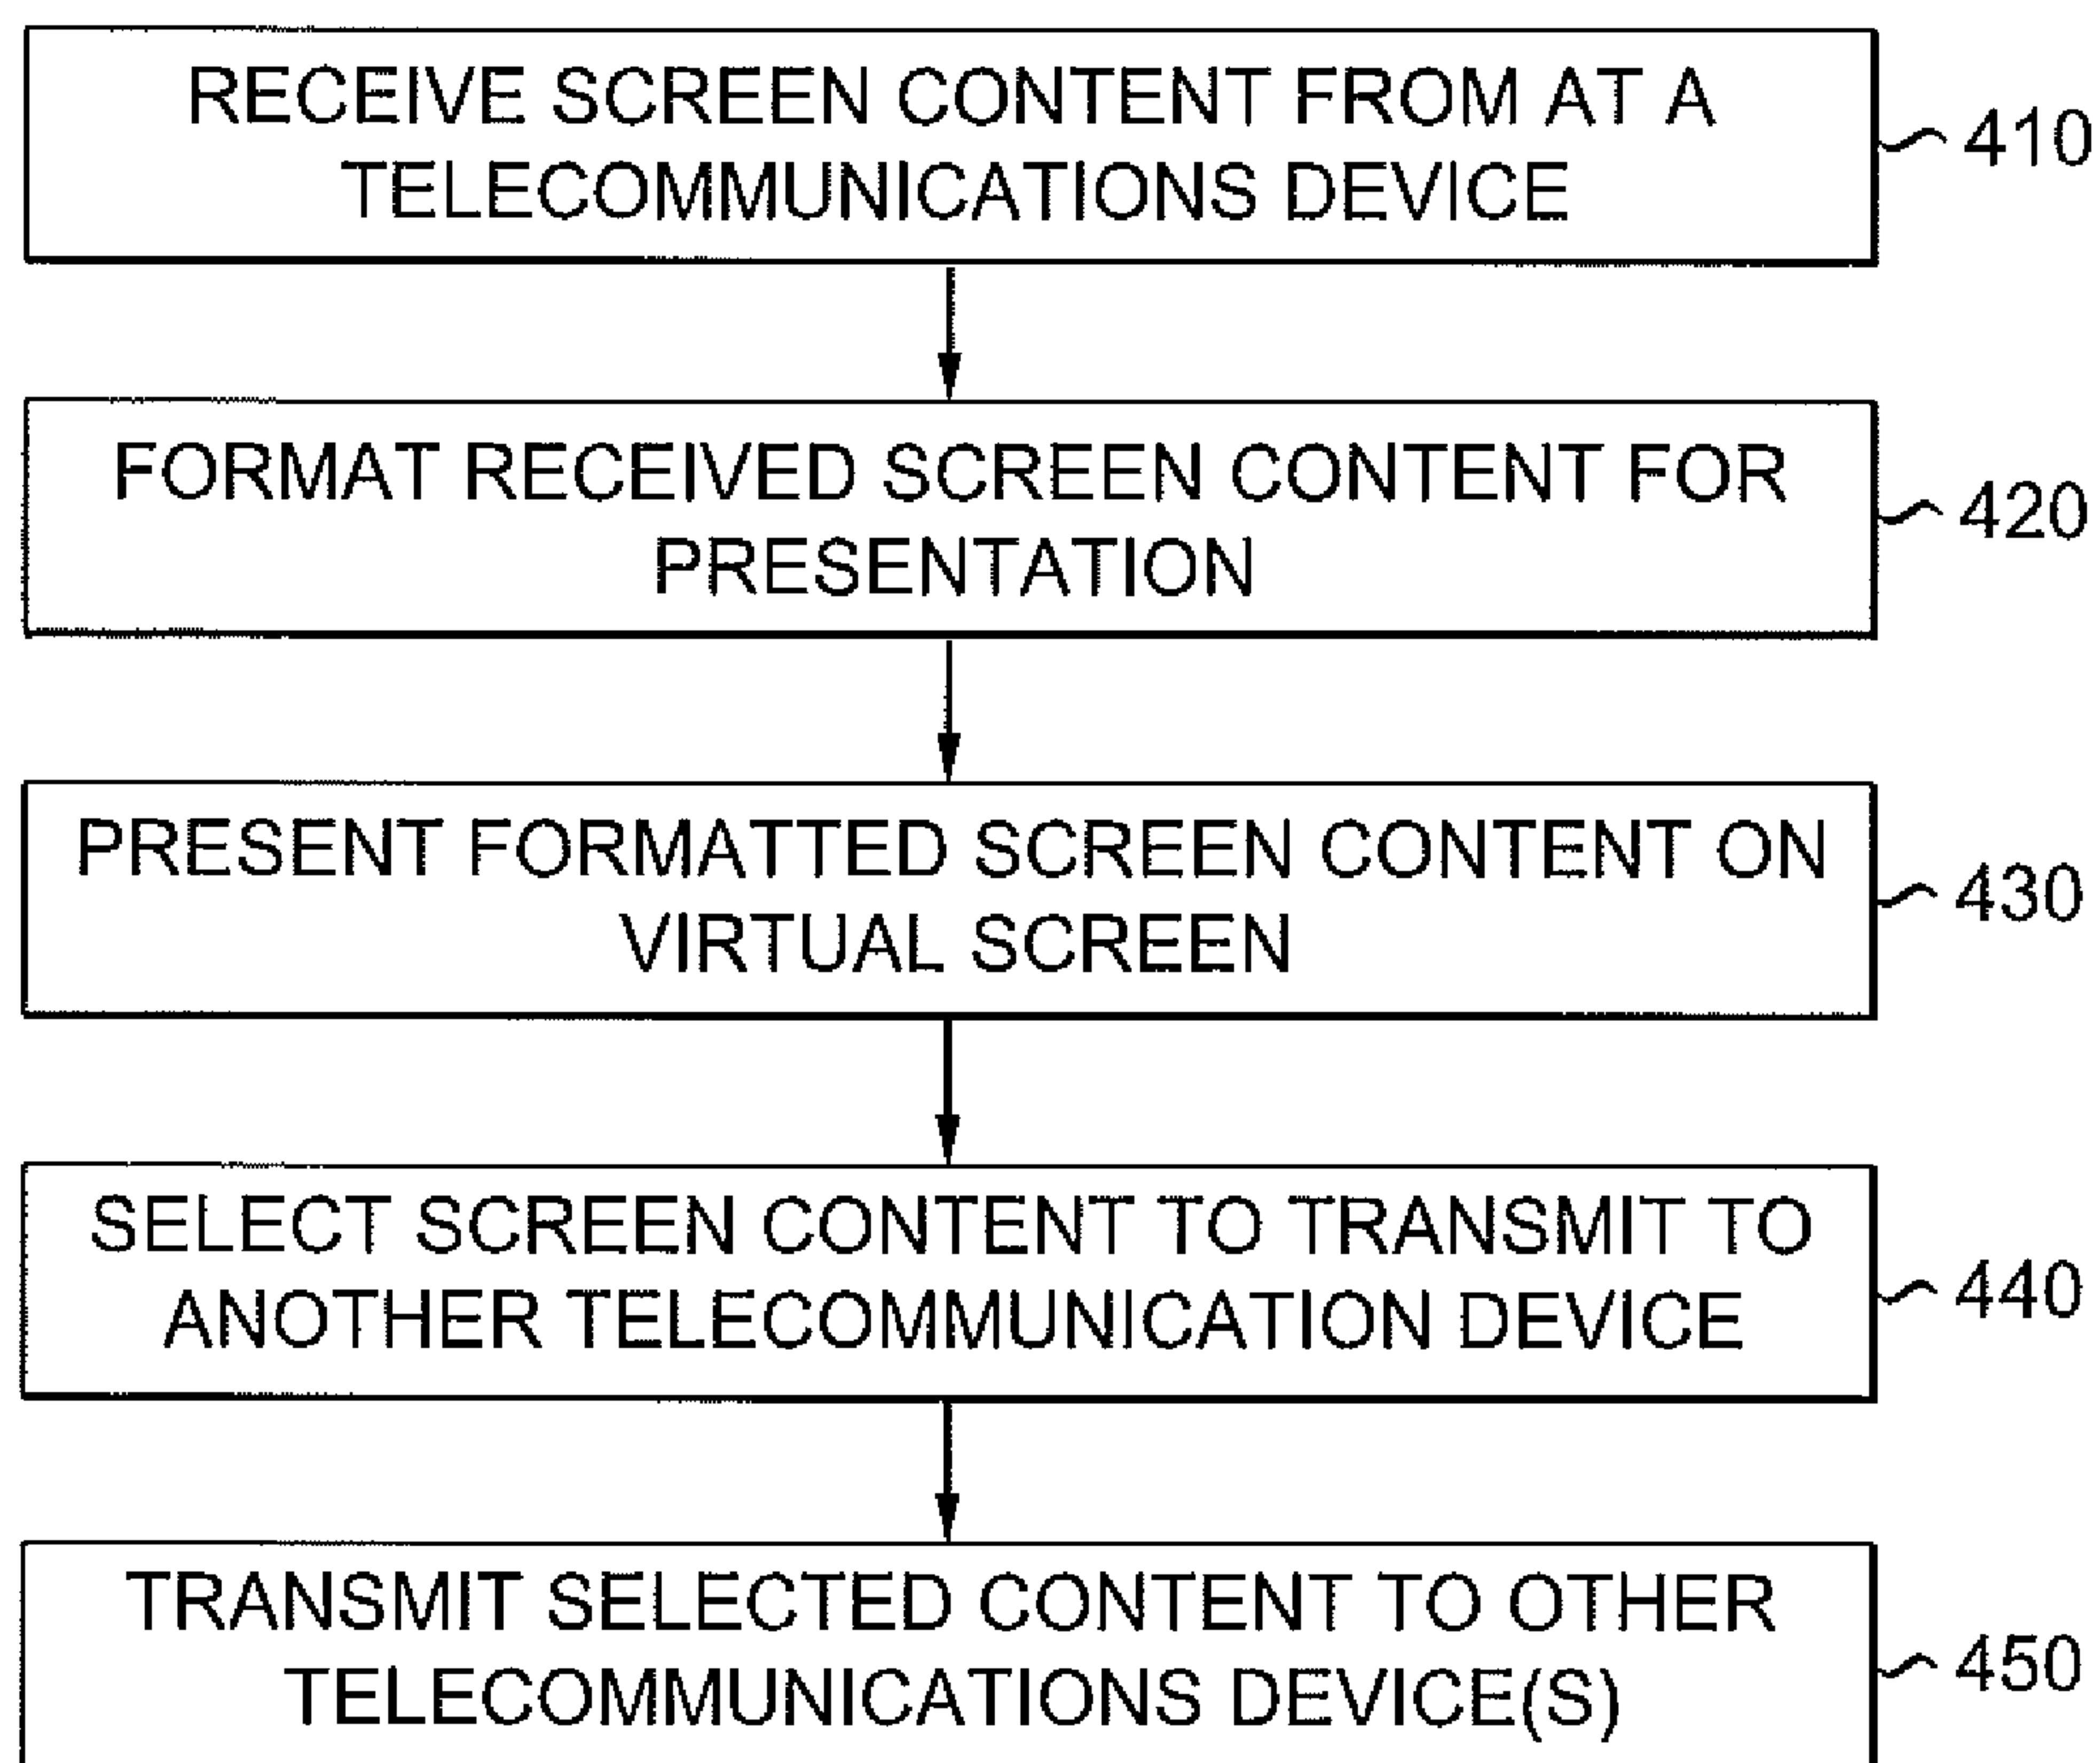 RECEIVE SCREEN CONTENT FROM AT A
TELECOMMUNICATIONS DEVICE
410
FORMAT RECEIVED SCREEN CONTENT FOR
PRESENTATION
420
PRESENT FORMATTED SCREEN CONTENT ON
VIRTUAL SCREEN
430
SELECT SCREEN CONTENT TO TRANSMIT TO
ANOTHER TELECOMMUNICATION DEVICE
440
TRANSMIT SELECTED CONTENT TO OTHER
TELECOMMUNICATIONS DEVICE(S)
450